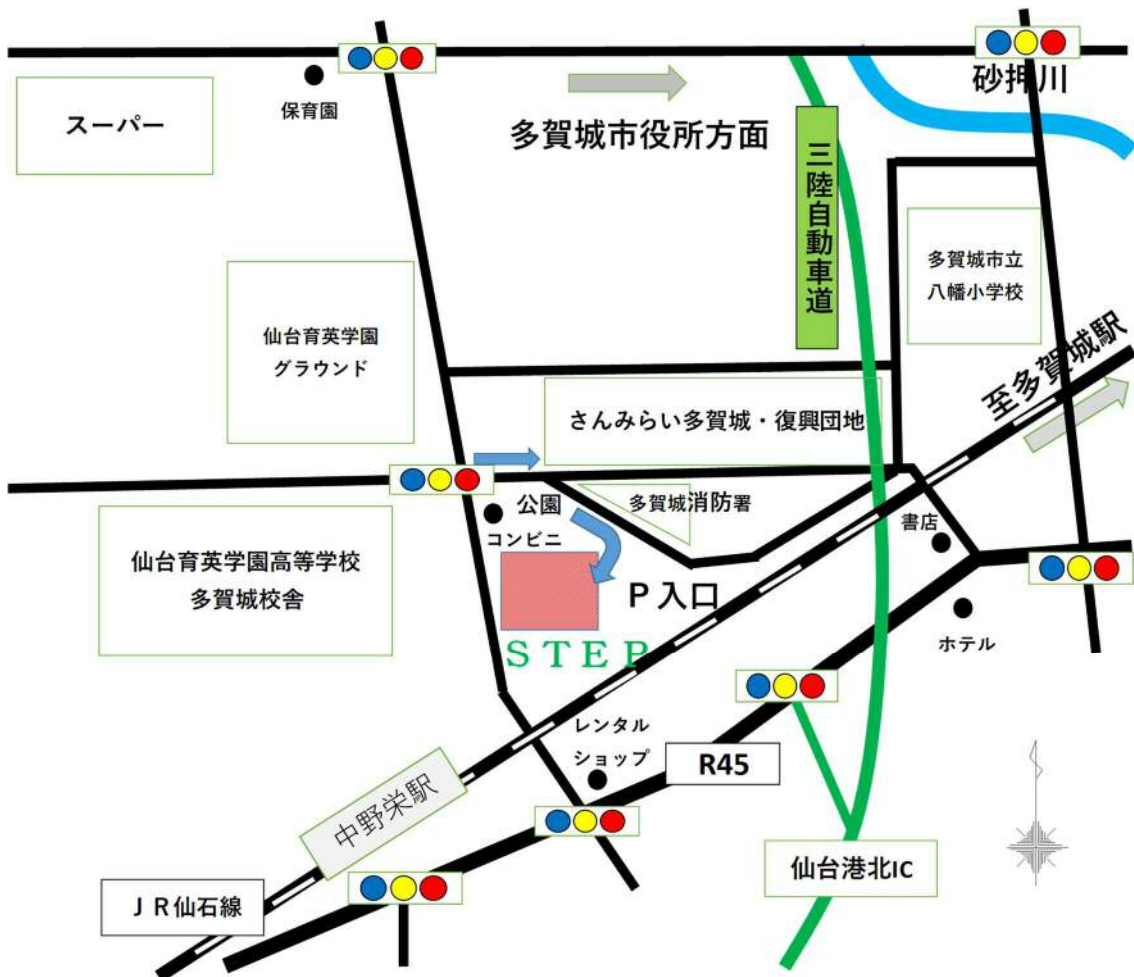 砂押川
スーパー
保育園
多賀城市役所方面
三陸自動車道
多賀城市立
八幡小学校
仙台育英学園
グラウンド
至多賀城駅
さんみらい多賀城・復興団地
公園
多賀城消防署
コンビニ
書店
仙台育英学園高等学校
多賀城校舎
P入口
STEP
ホテル
レンタル
ショップ
R45
中野栄駅
仙台港北IC
JR仙石線